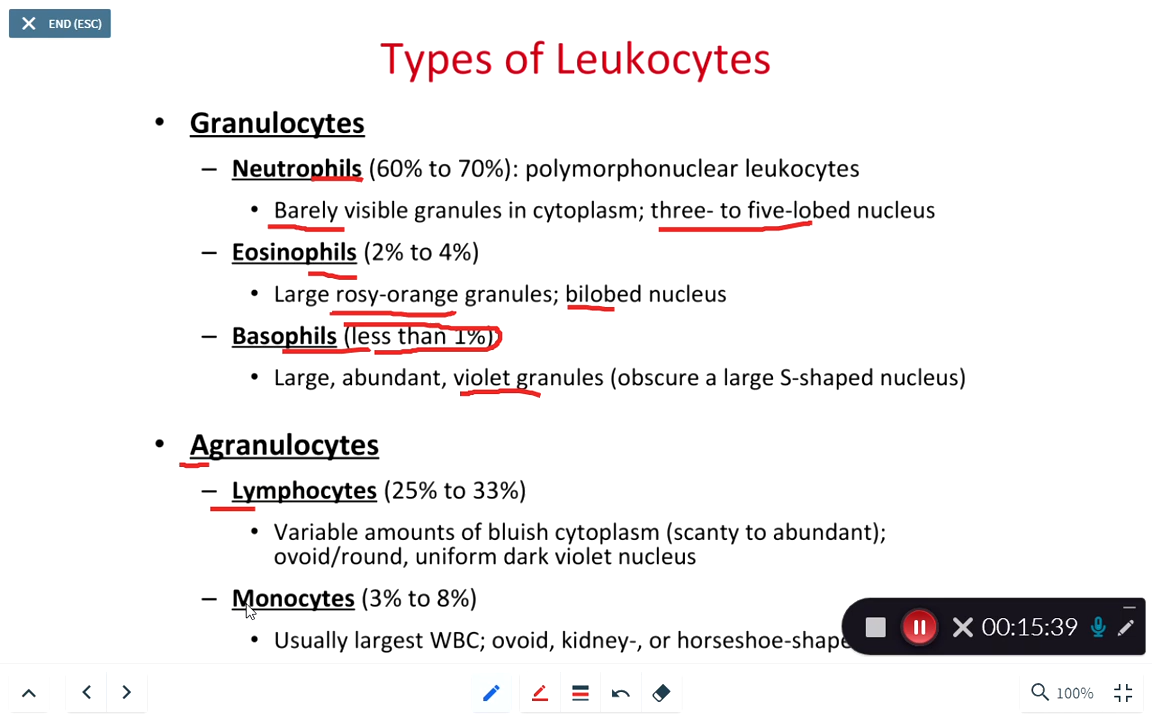 END (ESC)
Types of Leukocytes
• Granulocytes
– Neutrophils (60% to 70%): polymorphonuclear leukocytes
• Barely visible granules in cytoplasm; three- to five-lobed nucleus
– Eosinophils (2% to 4%)
• Large rosy-orange granules; bilobed nucleus
– Basophils (less than 1%)
• Large, abundant, violet granules (obscure a large S-shaped nucleus)
• Agranulocytes
– Lymphocytes (25% to 33%)
• Variable amounts of bluish cytoplasm (scanty to abundant);
ovoid/round, uniform dark violet nucleus
– Monocytes (3% to 8%)
• Usually largest WBC; ovoid, kidney-, or horseshoe-shape
00:15:39
100%